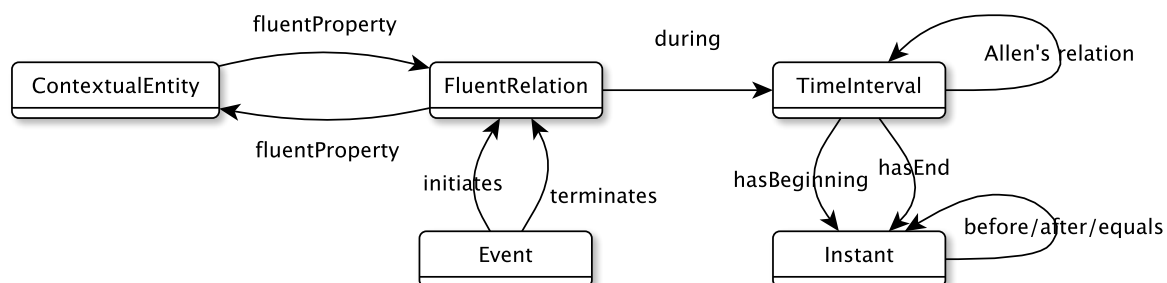 fluentProperty
during
Allen's relation
ContextualEntity
FluentRelation
TimeInterval
fluentProperty
initiates
terminates
hasBeginning
hasEnd
before/after/equals
Event
Instant